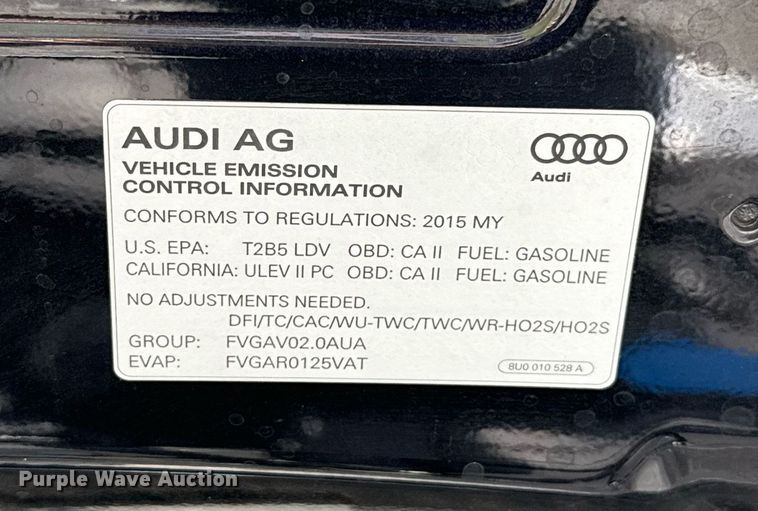 AUDI AG
Audi
VEHICLE EMISSION
CONTROL INFORMATION
CONFORMS TO REGULATIONS: 2015 MY
U.S. EPA: T2B5 LDV OBD: CA II FUEL: GASOLINE
CALIFORNIA: ULEV II PC OBD: CA II FUEL: GASOLINE
NO ADJUSTMENTS NEEDED.
DFI/TC/CAC/WU-TWC/TWC/WR-HO2S/HO2S
GROUP: FVGAV02.0AUA
EVAP: FVGAR0125VAT
8U0 010 528 A
Purple Wave Auction